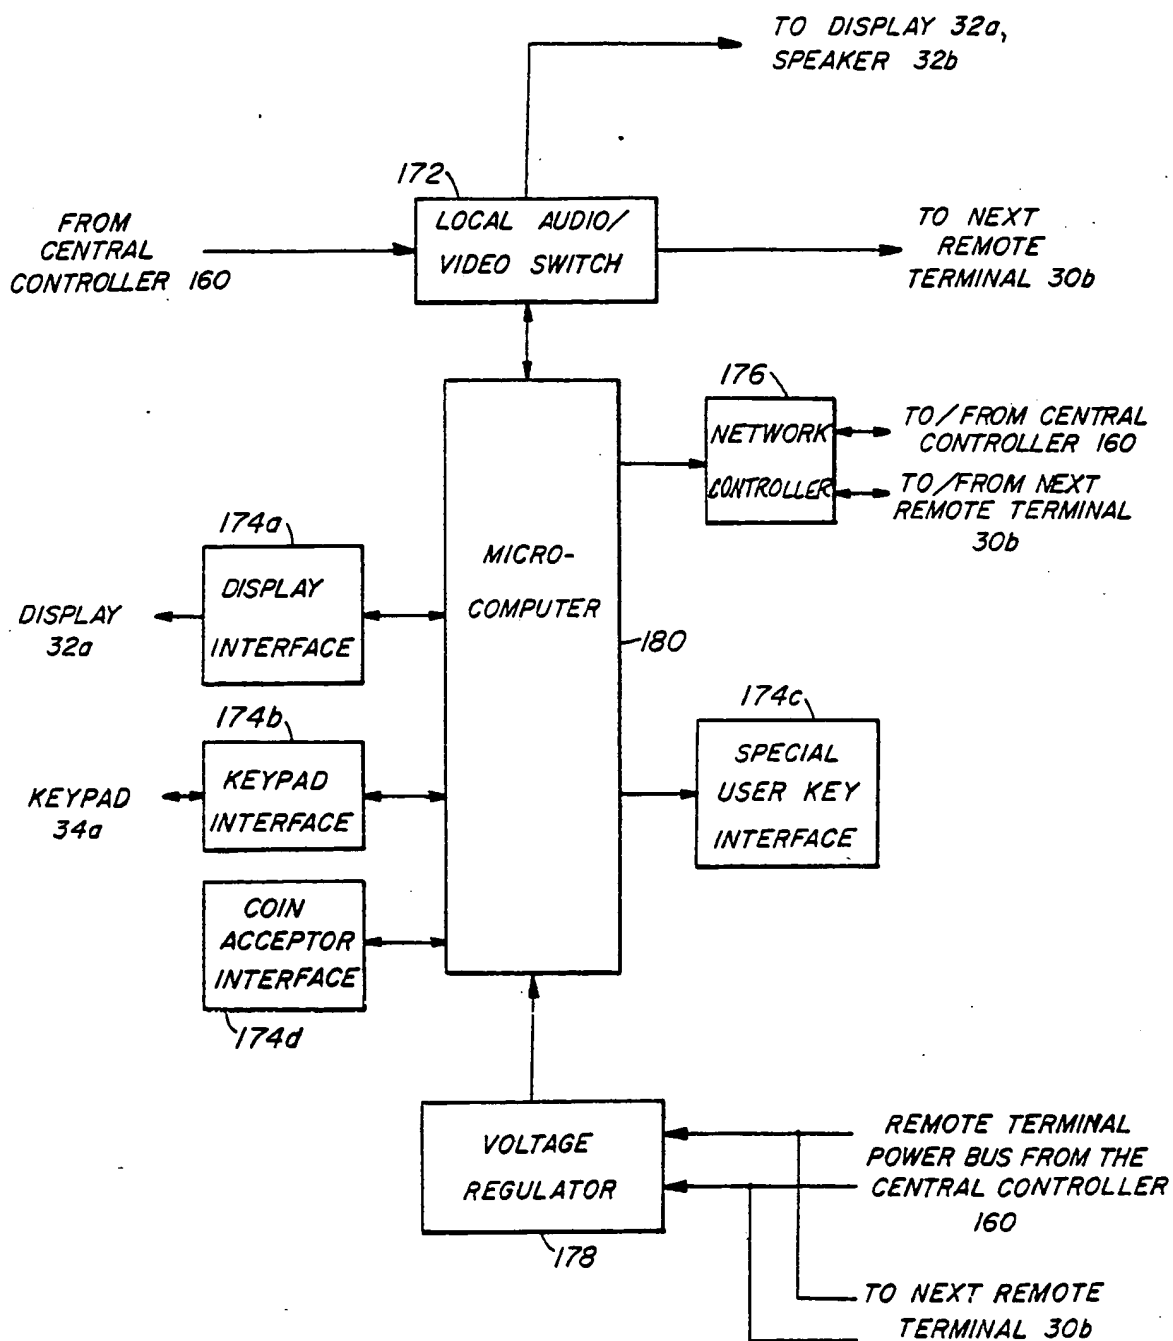 TO DISPLAY 32a,
SPEAKER 32b
172
LOCAL AUDIO/
VIDEO SWITCH
FROM
CENTRAL
CONTROLLER 160
TO NEXT
REMOTE
TERMINAL 30b
176
NETWORK
CONTROLLER
TO/FROM CENTRAL
CONTROLLER 160
TO/FROM NEXT
REMOTE TERMINAL
30b
MICRO-
COMPUTER
180
174a
DISPLAY
INTERFACE
DISPLAY
32a
174b
KEYPAD
INTERFACE
KEYPAD
34a
174c
SPECIAL
USER KEY
INTERFACE
COIN
ACCEPTOR
INTERFACE
174d
VOLTAGE
REGULATOR
178
REMOTE TERMINAL
POWER BUS FROM THE
CENTRAL CONTROLLER
160
TO NEXT REMOTE
TERMINAL 30b